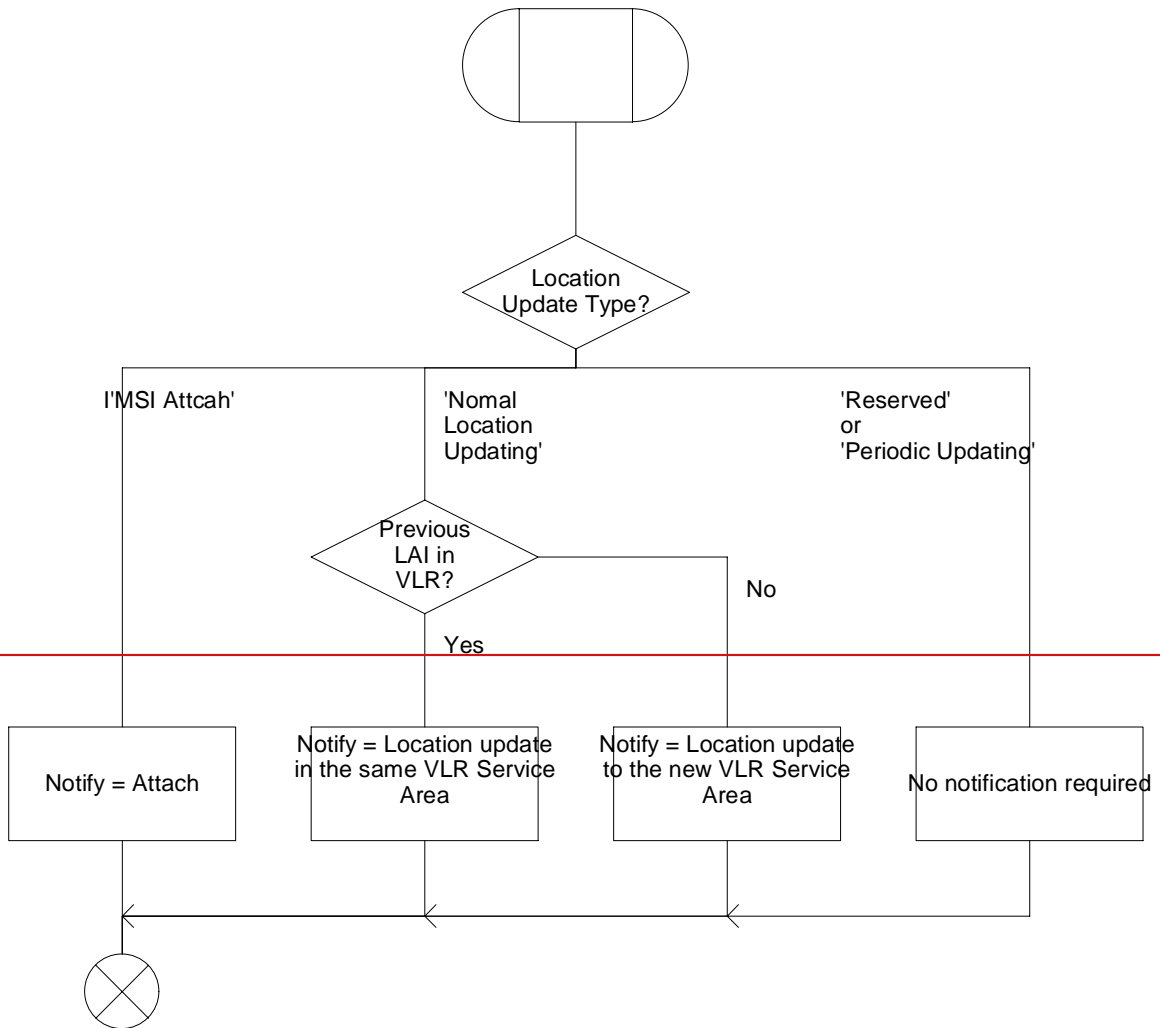 Location
Update Type?
I'MSI Attcah'
'Nomal
Location
Updating'
'Reserved'
or
'Periodic Updating'
Previous
LAI in
VLR?
No
Yes
Notify = Attach
Notify = Location update
in the same VLR Service
Area
Notify = Location update
to the new VLR Service
Area
No notification required